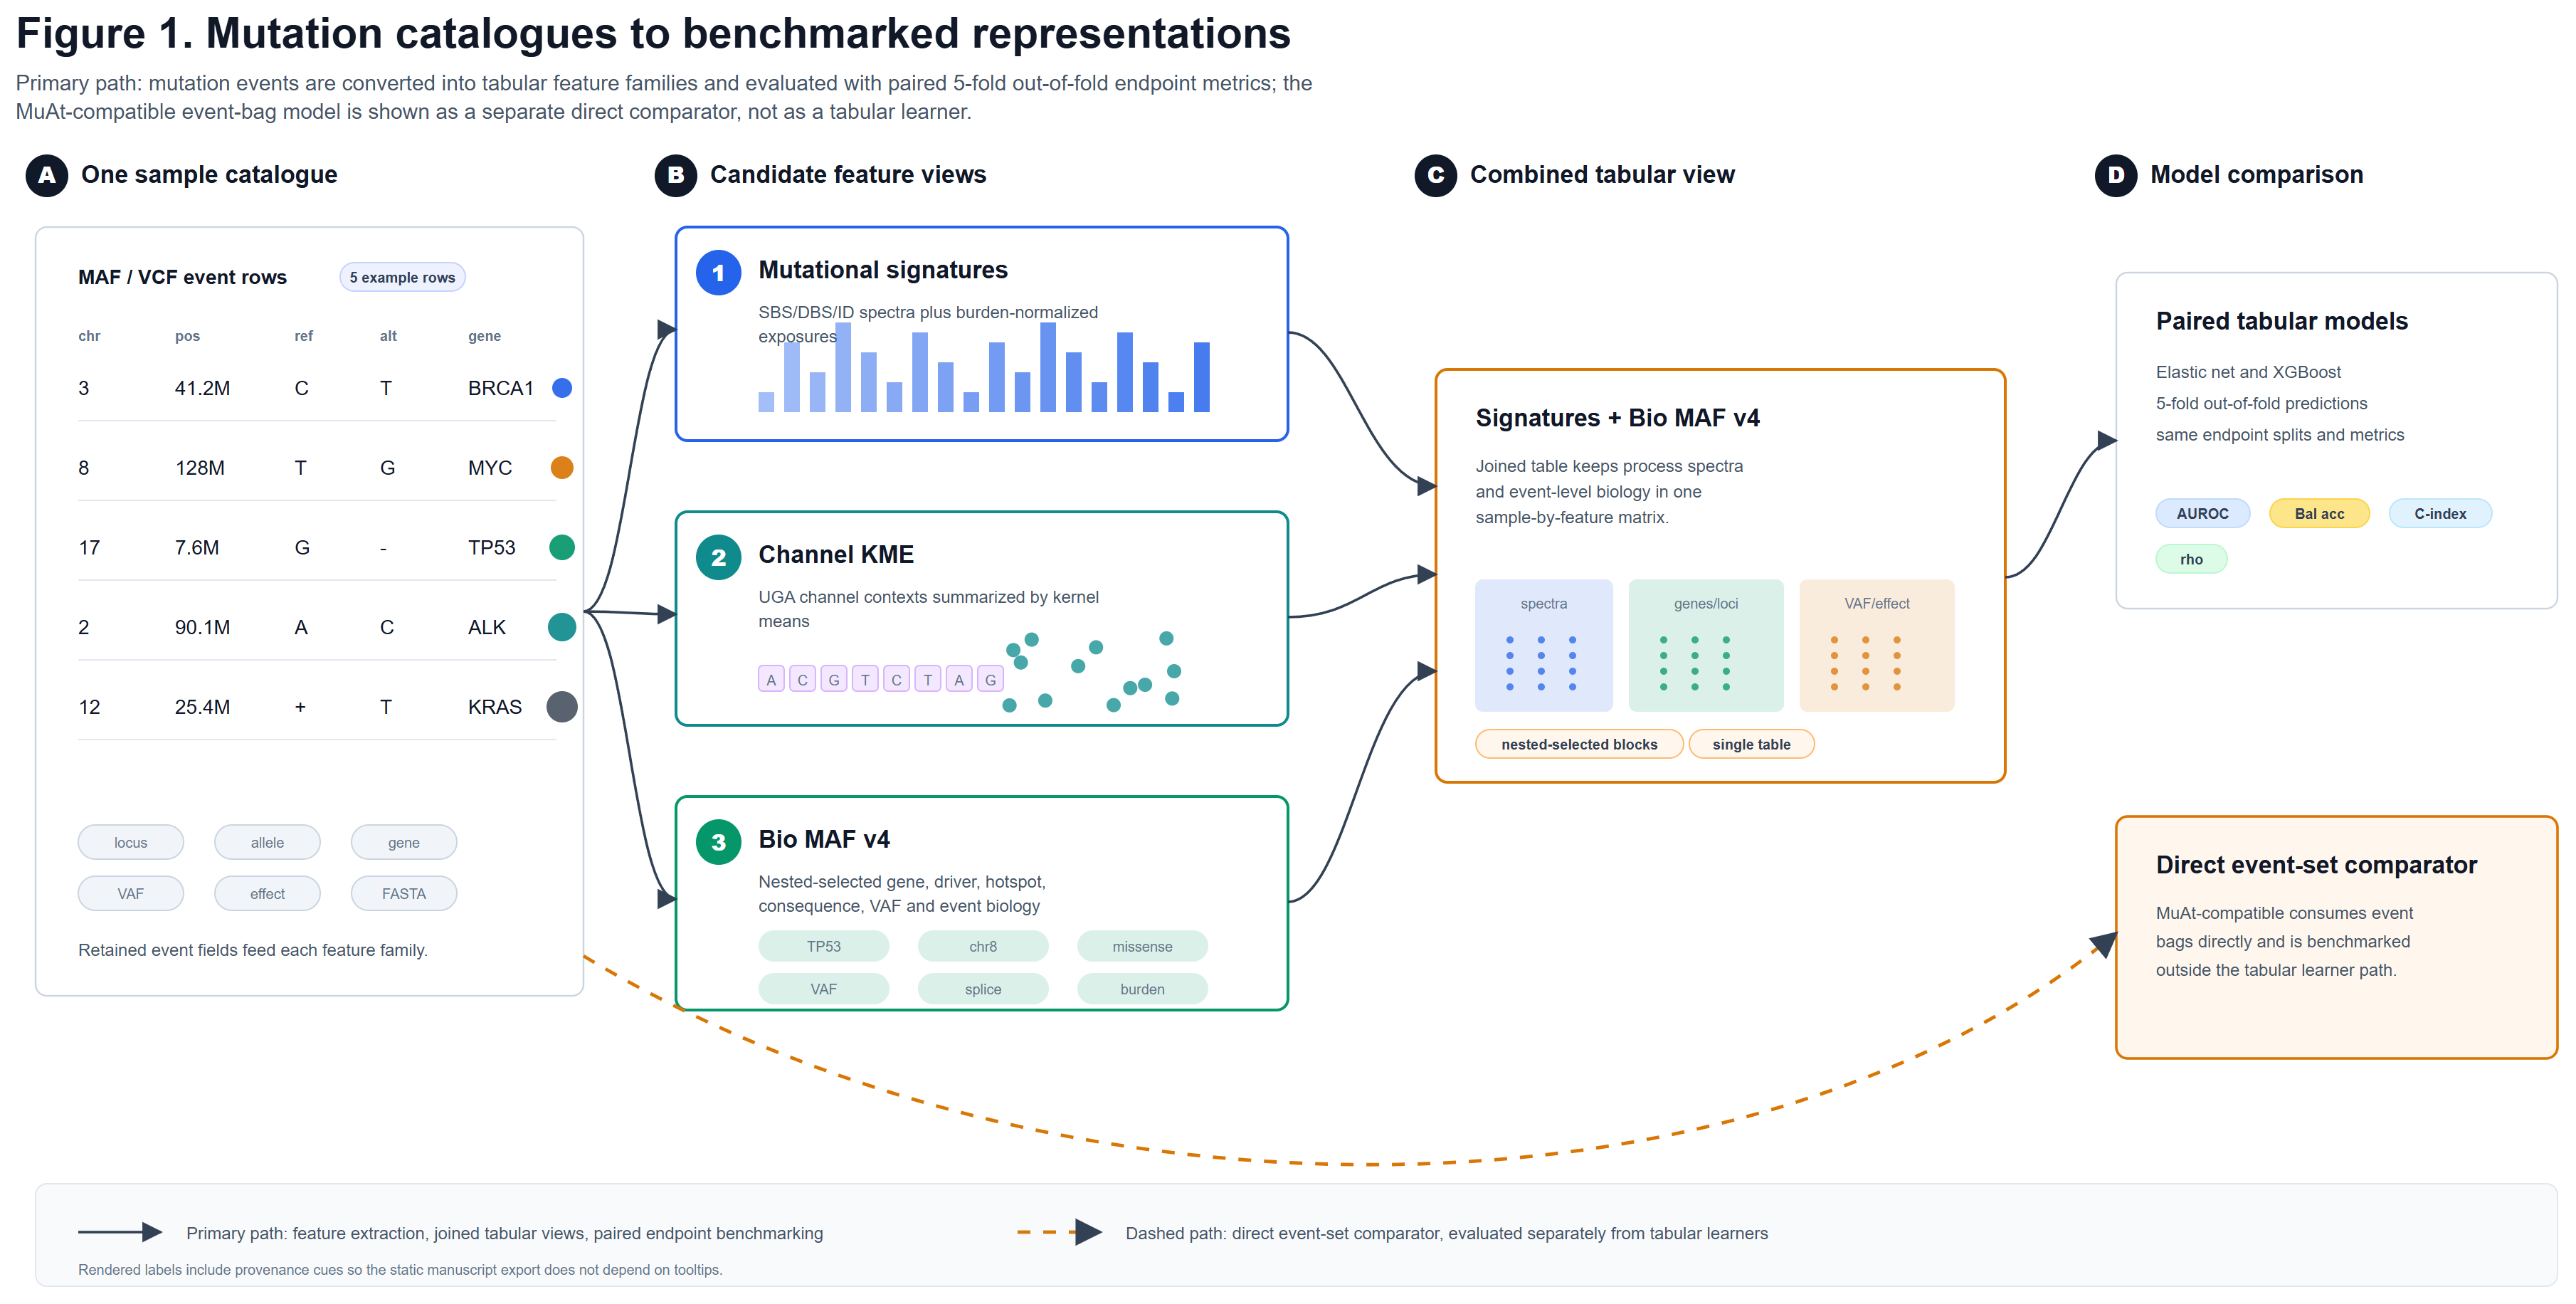 Figure 1. Mutation catalogues to benchmarked representations
Primary path: mutation events are converted into tabular feature families and evaluated with paired 5-fold out-of-fold endpoint metrics; the
MuAt-compatible event-bag model is shown as a separate direct comparator, not as a tabular learner.
A One sample catalogue
MAF / VCF event rows 5 example rows
chr pos ref alt gene
3 41.2M C T BRCA1
8 128M T G MYC
17 7.6M G - TP53
2 90.1M A C ALK
12 25.4M + T KRAS
locus allele gene
VAF effect FASTA
Retained event fields feed each feature family.
B Candidate feature views
1 Mutational signatures
SBS/DBS/ID spectra plus burden-normalized
exposures
2 Channel KME
UGA channel contexts summarized by kernel
means
A C G T C T A G
3 Bio MAF v4
Nested-selected gene, driver, hotspot,
consequence, VAF and event biology
TP53 chr8 missense
VAF splice burden
C Combined tabular view
Signatures + Bio MAF v4
Joined table keeps process spectra
and event-level biology in one
sample-by-feature matrix.
spectra genes/loci VAF/effect
nested-selected blocks single table
D Model comparison
Paired tabular models
Elastic net and XGBoost
5-fold out-of-fold predictions
same endpoint splits and metrics
AUROC Bal acc C-index
rho
Direct event-set comparator
MuAt-compatible consumes event
bags directly and is benchmarked
outside the tabular learner path.
Primary path: feature extraction, joined tabular views, paired endpoint benchmarking
Dashed path: direct event-set comparator, evaluated separately from tabular learners
Rendered labels include provenance cues so the static manuscript export does not depend on tooltips.